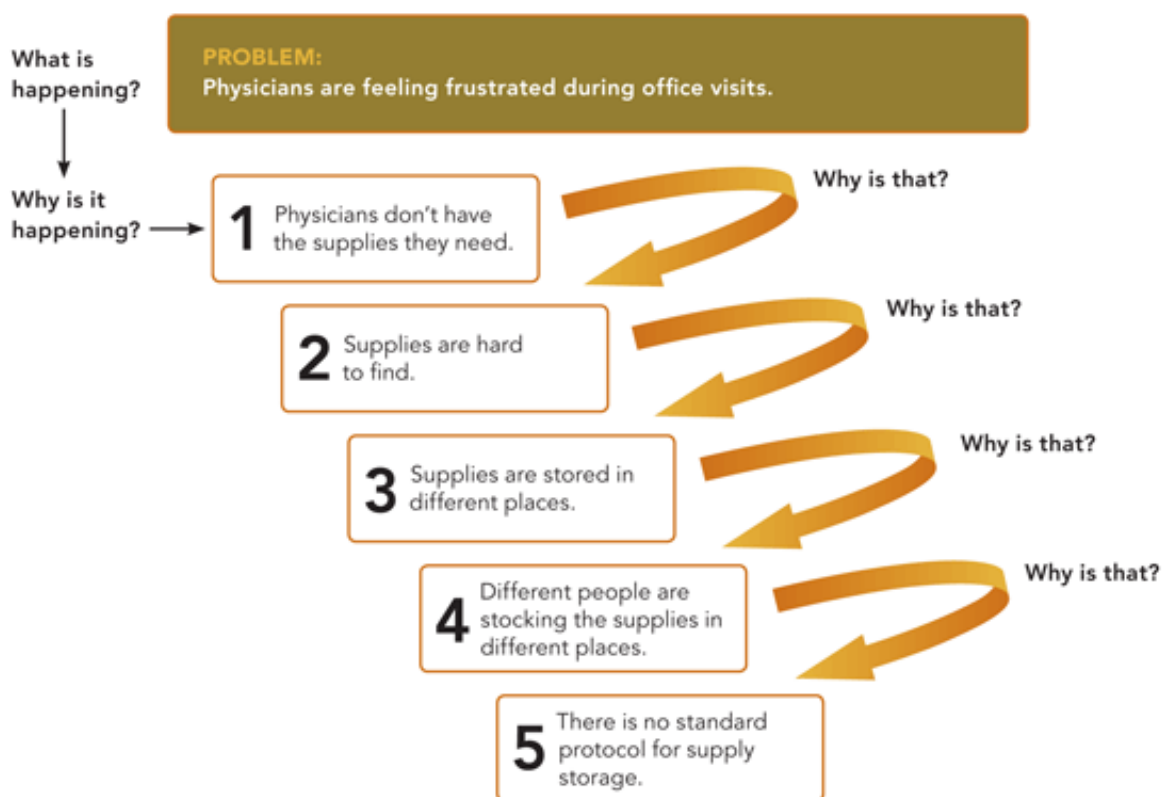 What is
happening?
PROBLEM:
Physicians are feeling frustrated during office visits.
Why is it
happening?
1
Physicians don’t have
the supplies they need.
Why is that?
2
Supplies are hard
to find.
Why is that?
3
Supplies are stored in
different places.
Why is that?
4
Different people are
stocking the supplies in
different places.
Why is that?
5
There is no standard
protocol for supply
storage.